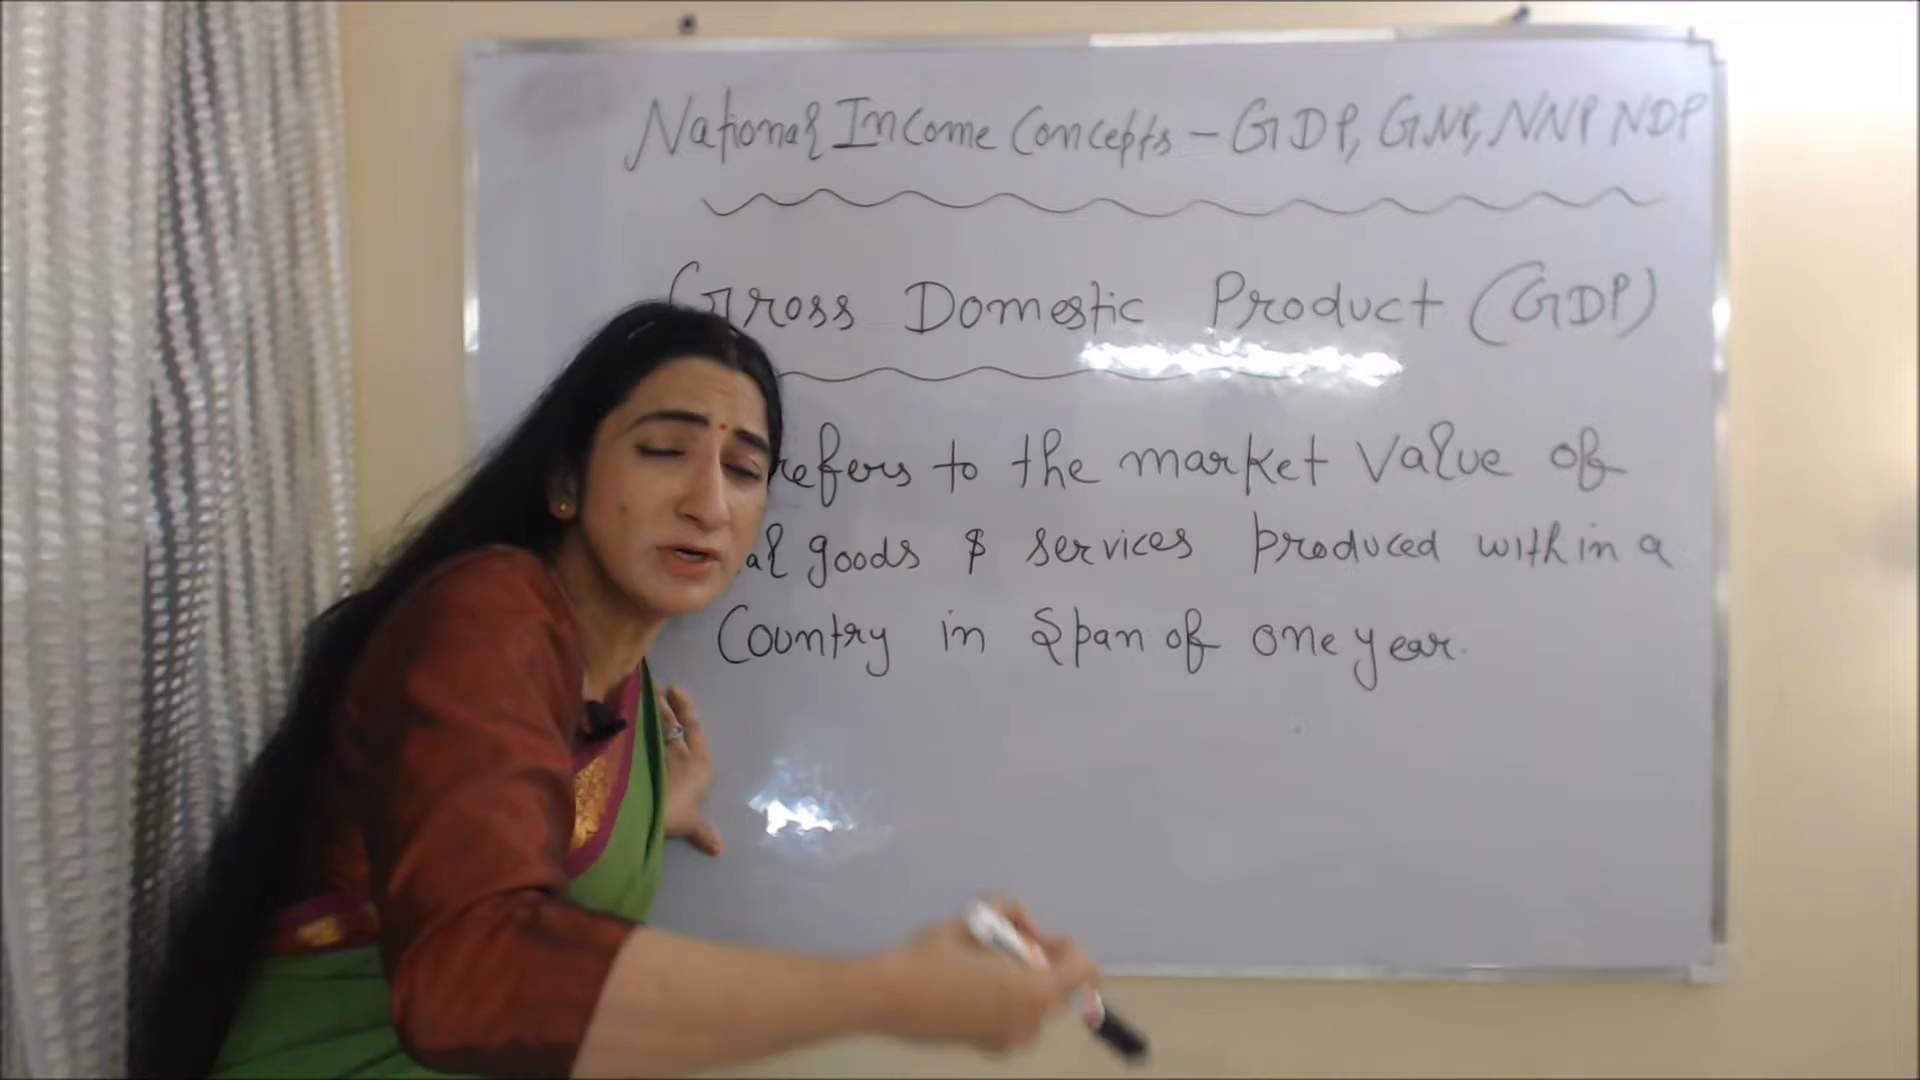 National Income Concepts - GDP, GNP, NNP NDP
Gross Domestic Product (GDP)
refers to the market value of
goods & services produced within a
Country in Span of one year.